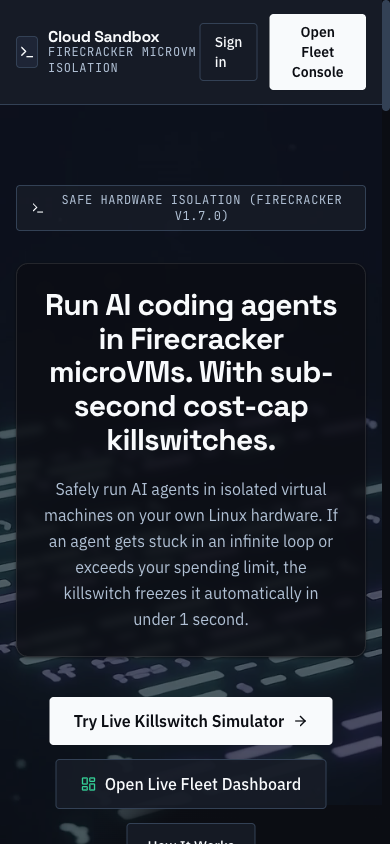 Cloud Sandbox
FIRECRACKER MICROVM
ISOLATION
Sign
in
Open
Fleet
Console
SAFE HARDWARE ISOLATION (FIRECRACKER
V1.7.0)
Run AI coding agents
in Firecracker
microVMs. With sub-
second cost-cap
killswitches.
Safely run AI agents in isolated virtual
machines on your own Linux hardware. If
an agent gets stuck in an infinite loop or
exceeds your spending limit, the
killswitch freezes it automatically in
under 1 second.
Try Live Killswitch Simulator →
Open Live Fleet Dashboard
How It Works